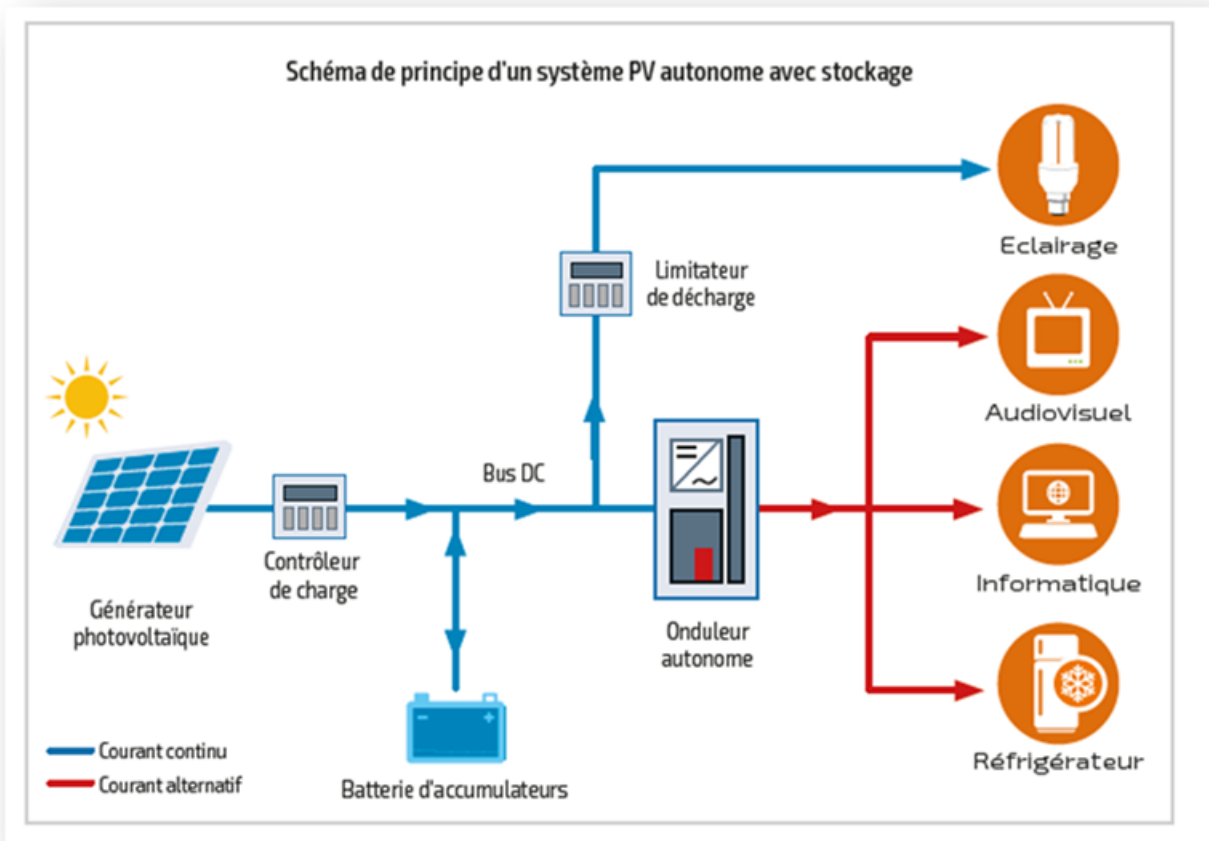 Schéma de principe d'un système PV autonome avec stockage
Eclairage
Limitateur
de décharge
Audiovisuel
Bus DC
Contrôleur
de charge
Informatique
Générateur
photovoltaïque
Onduleur
autonome
Réfrigérateur
Courant continu
Courant alternatif
Batterie d'accumulateurs